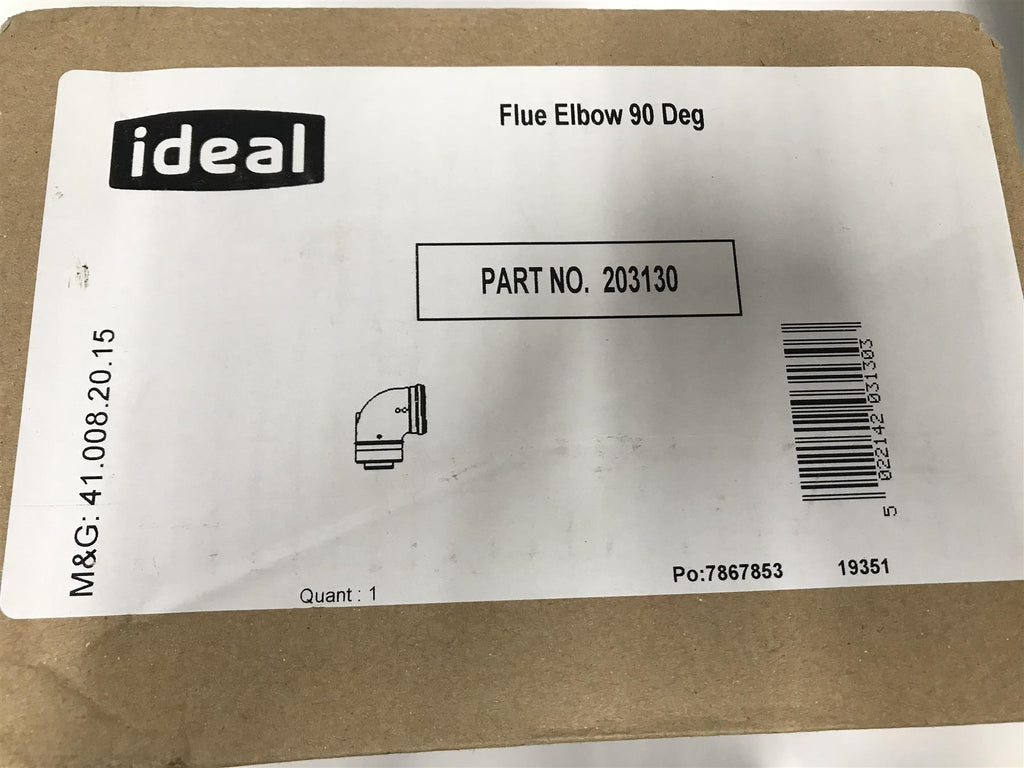 ideal
Flue Elbow 90 Deg
PART NO. 203130
M&G: 41.008.20.15
5 022142 031303
Quant : 1
Po:7867853 19351